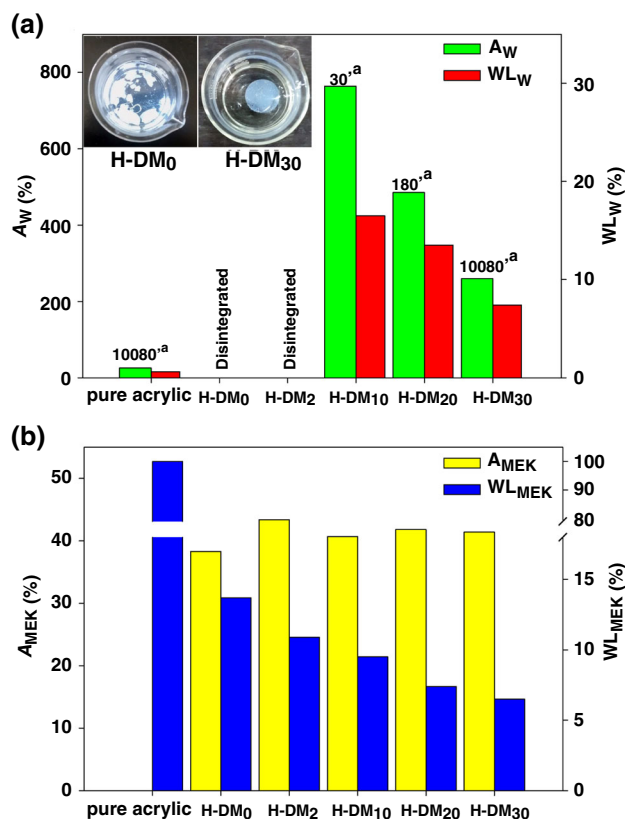 (a)
A_W
WL_W
A_W (%)
WL_W (%)
800
600
400
200
0
30
20
10
0
H-DM₀
H-DM₃₀
30'ᵃ
180'ᵃ
10080'ᵃ
10080'ᵃ
Disintegrated
Disintegrated
pure acrylic H-DM₀ H-DM₂ H-DM₁₀ H-DM₂₀ H-DM₃₀
(b)
A_MEK
WL_MEK
A_MEK (%)
WL_MEK (%)
50
40
30
20
10
0
100
90
80
15
10
5
0
pure acrylic H-DM₀ H-DM₂ H-DM₁₀ H-DM₂₀ H-DM₃₀